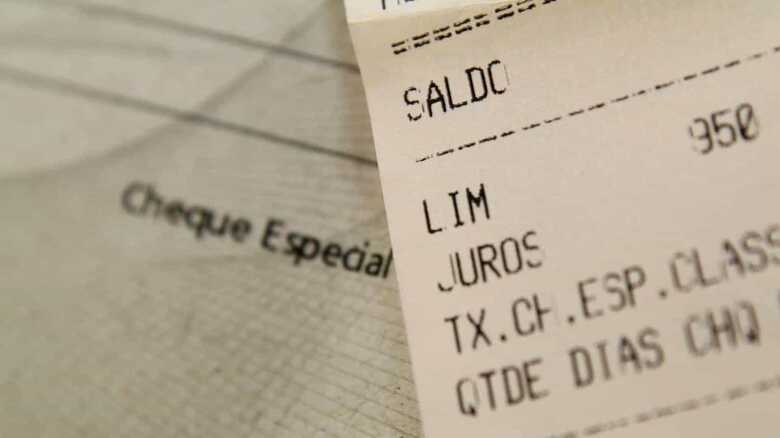 Cheque Especial
SALDO
950
LIM
JUROS
TX.CH.ESP.CLASS
QTDE DIAS CHQ